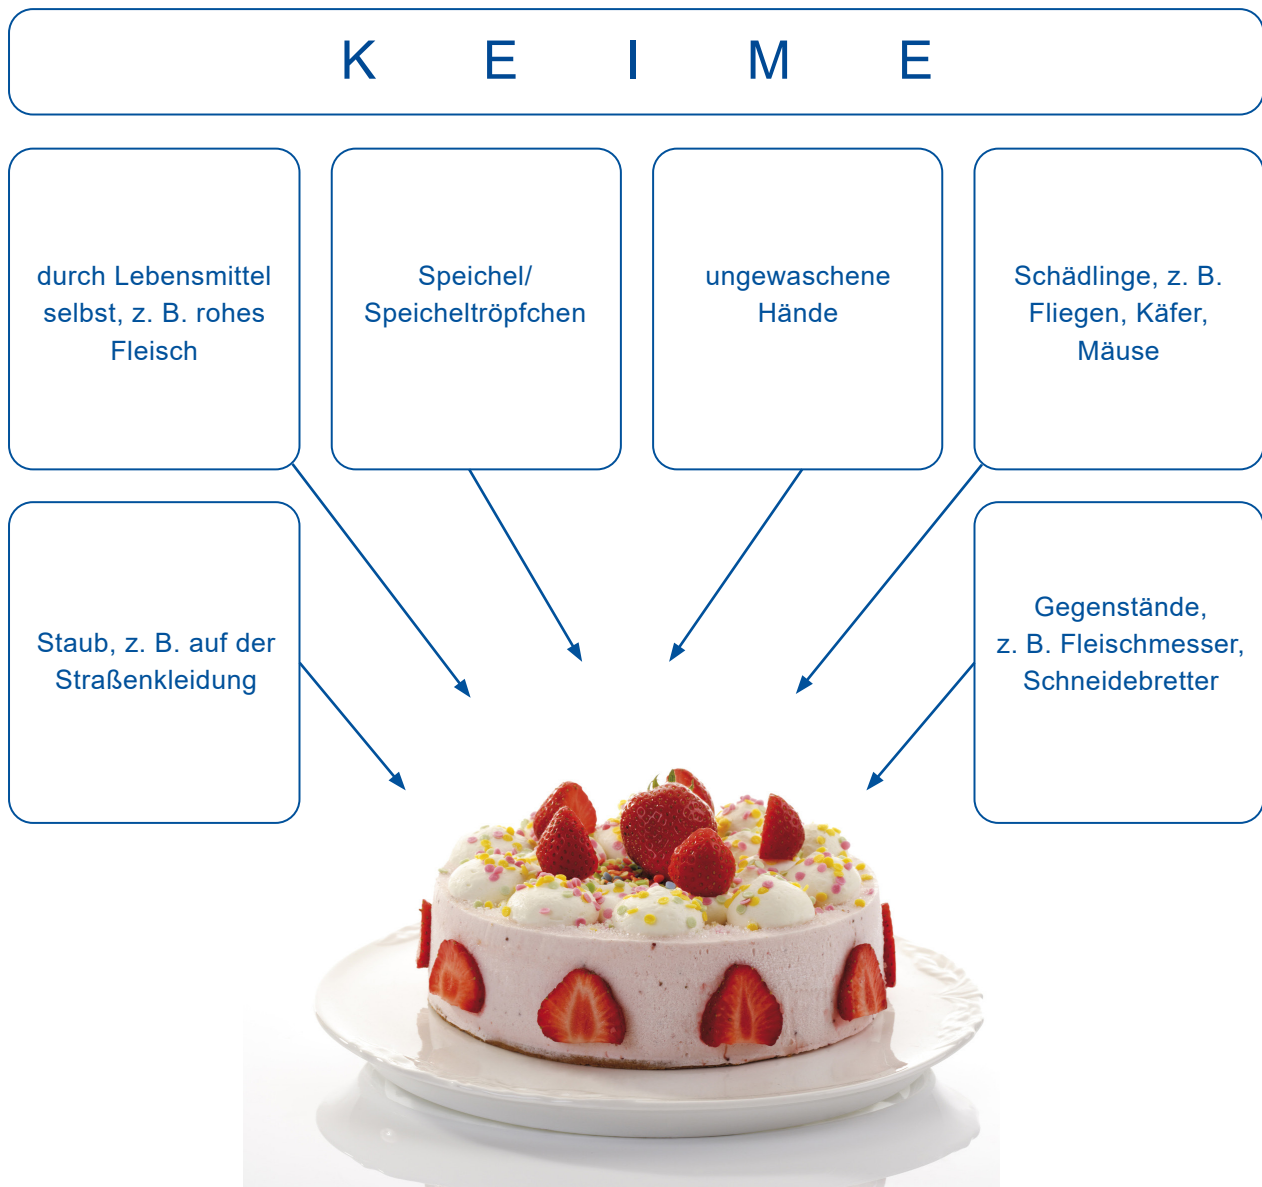 K E I M E
durch Lebensmittel
selbst, z. B. rohes
Fleisch
Speichel/
Speicheltröpfchen
ungewaschene
Hände
Schädlinge, z. B.
Fliegen, Käfer,
Mäuse
Staub, z. B. auf der
Straßenkleidung
Gegenstände,
z. B. Fleischmesser,
Schneidebretter